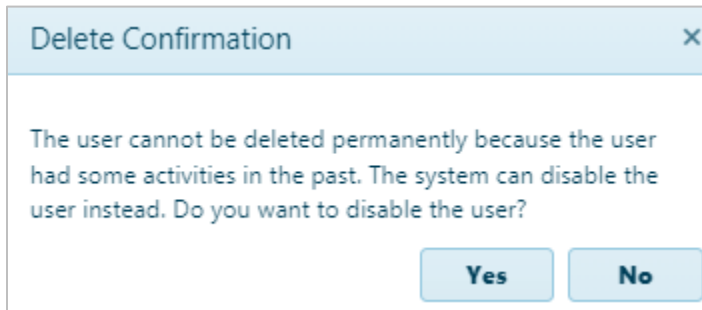 Delete Confirmation
The user cannot be deleted permanently because the user
had some activities in the past. The system can disable the
user instead. Do you want to disable the user?
Yes No